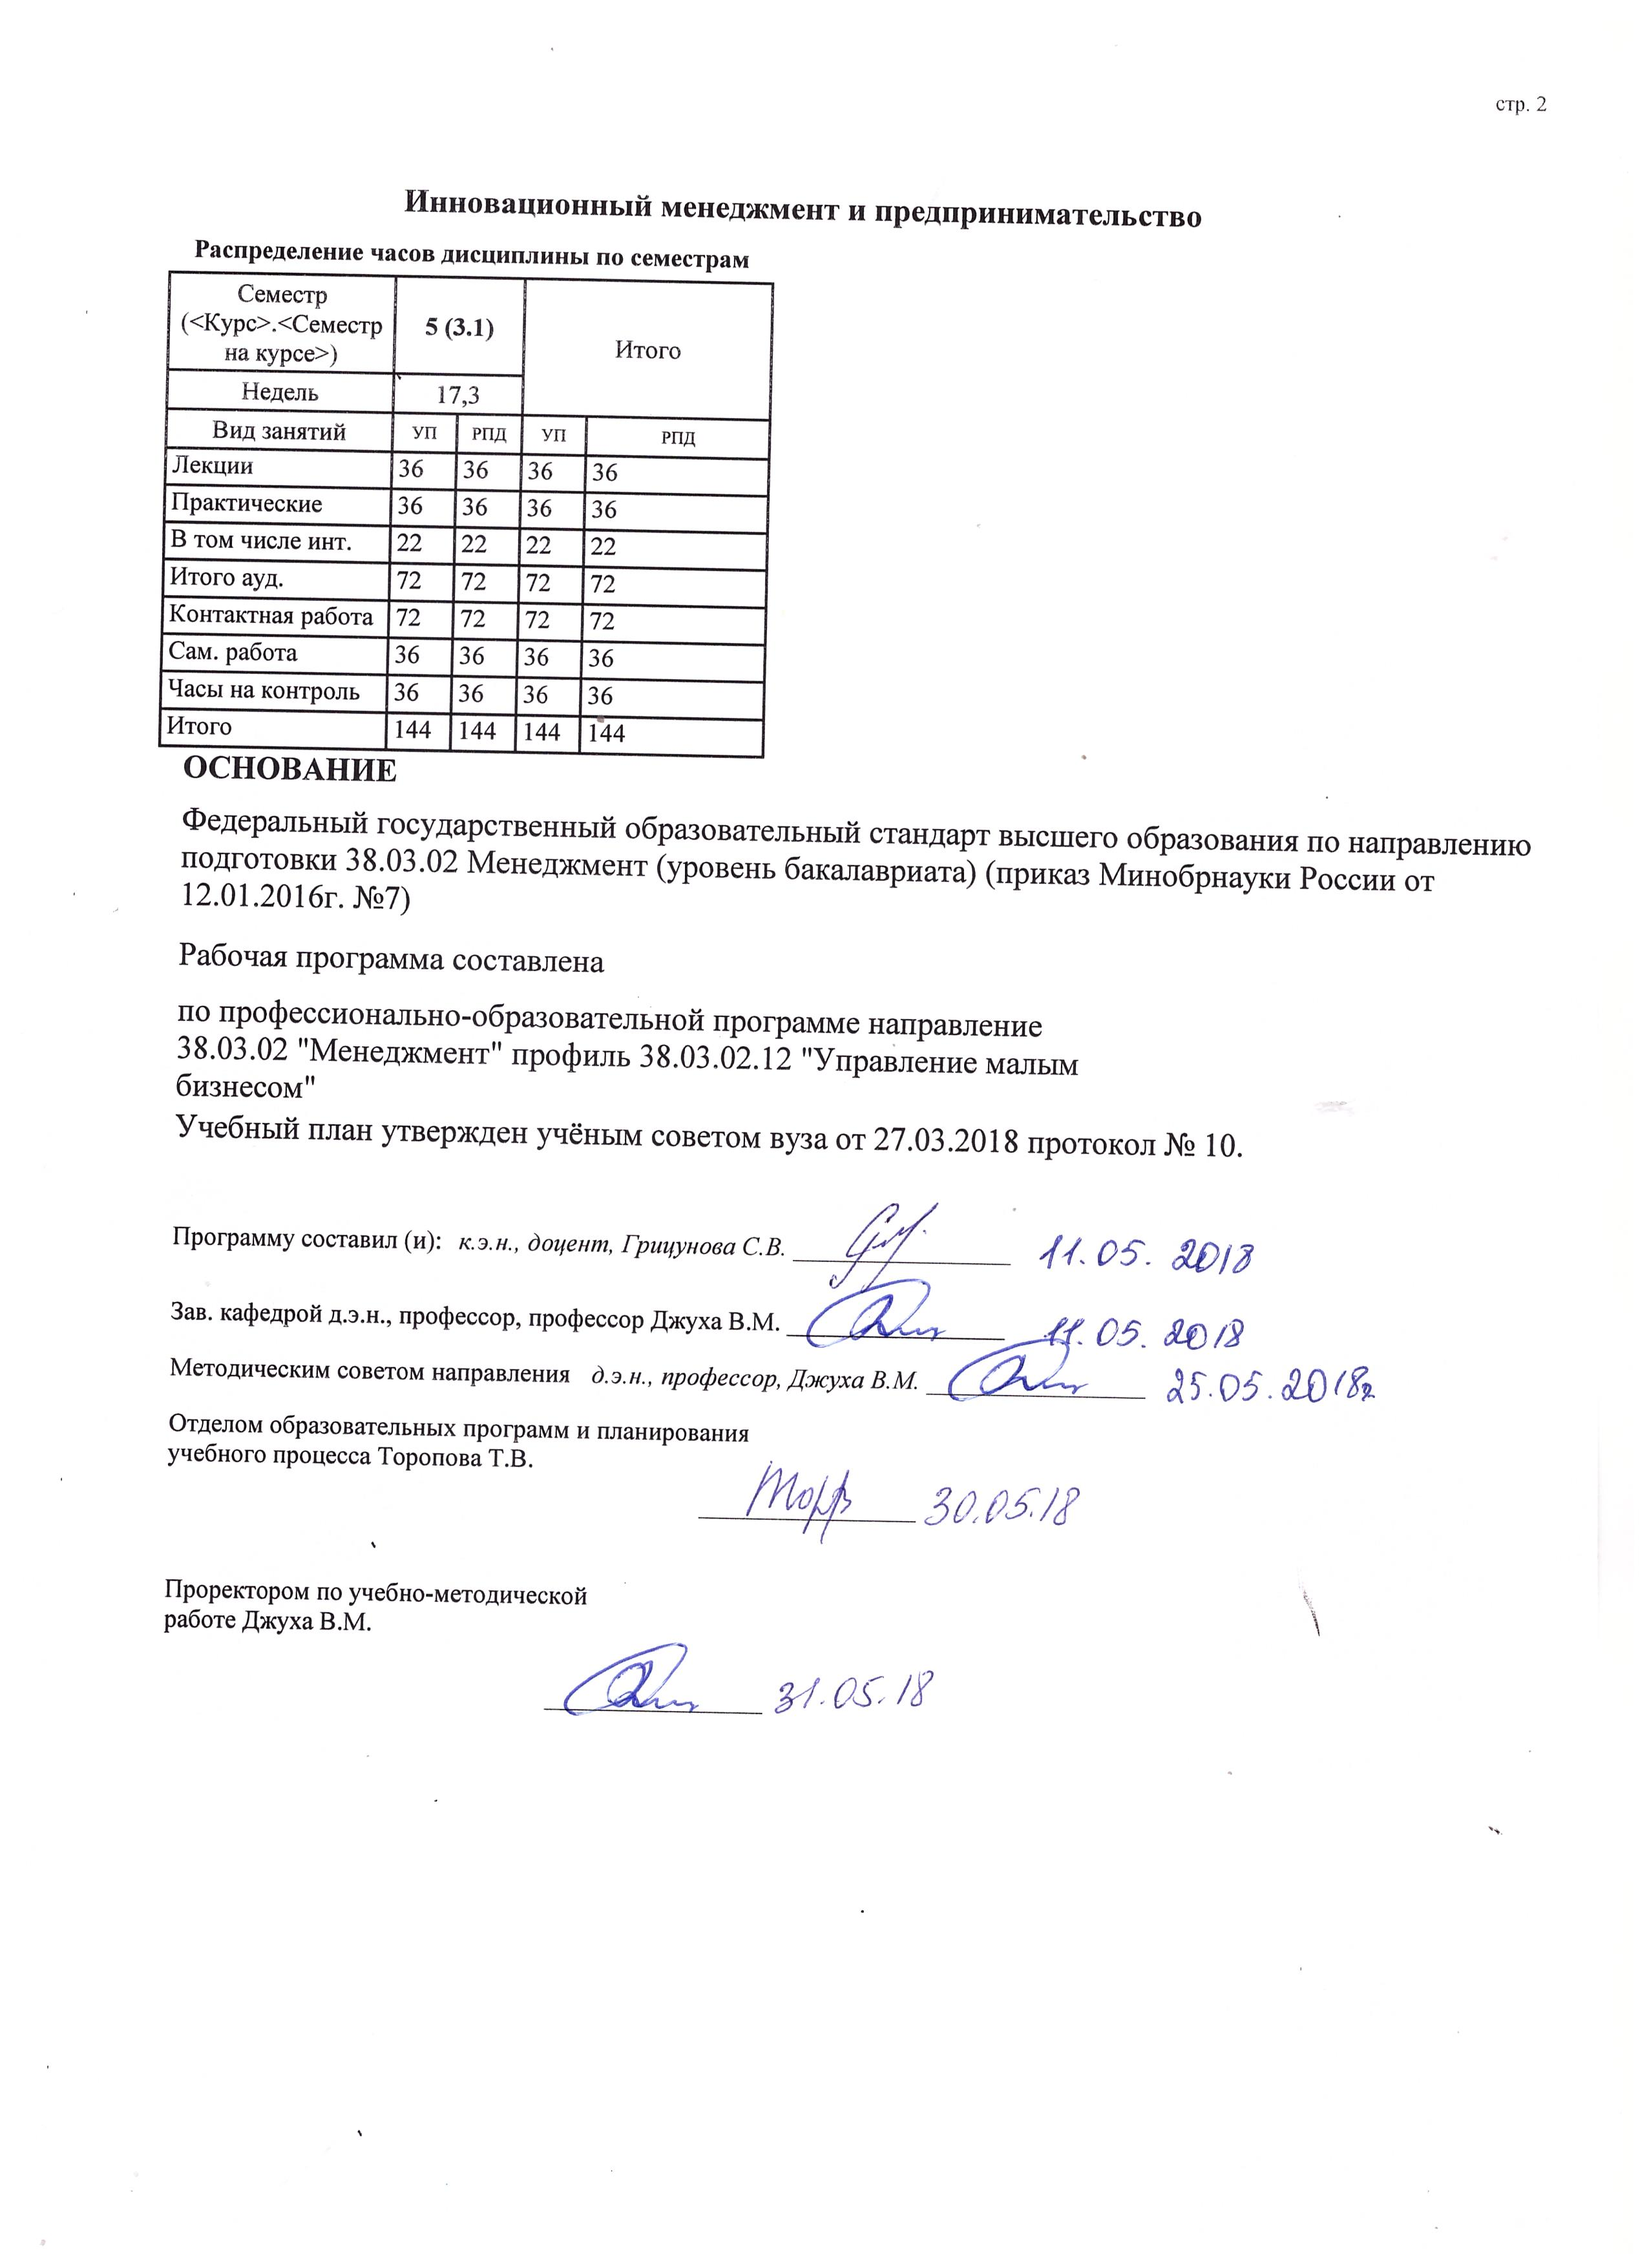 стр. 2
Инновационный менеджмент и предпринимательство
Распределение часов дисциплины по семестрам
Семестр
(<Курс>.<Семестр
на курсе>)
5 (3.1)
Итого
Недель 17,3
Вид занятий УП РПД УП РПД
Лекции 36 36 36 36
Практические 36 36 36 36
В том числе инт. 22 22 22 22
Итого ауд. 72 72 72 72
Контактная работа 72 72 72 72
Сам. работа 36 36 36 36
Часы на контроль 36 36 36 36
Итого 144 144 144 144
ОСНОВАНИЕ
Федеральный государственный образовательный стандарт высшего образования по направлению
подготовки 38.03.02 Менеджмент (уровень бакалавриата) (приказ Минобрнауки России от
12.01.2016г. №7)
Рабочая программа составлена
по профессионально-образовательной программе направление
38.03.02 "Менеджмент" профиль 38.03.02.12 "Управление малым
бизнесом"
Учебный план утвержден учёным советом вуза от 27.03.2018 протокол № 10.
Программу составил (и): к.э.н., доцент, Грицунова С.В. 11.05.2018
Зав. кафедрой д.э.н., профессор, профессор Джуха В.М. 11.05.2018
Методическим советом направления д.э.н., профессор, Джуха В.М. 25.05.2018г
Отделом образовательных программ и планирования
учебного процесса Торопова Т.В.
30.05.18
Проректором по учебно-методической
работе Джуха В.М.
31.05.18